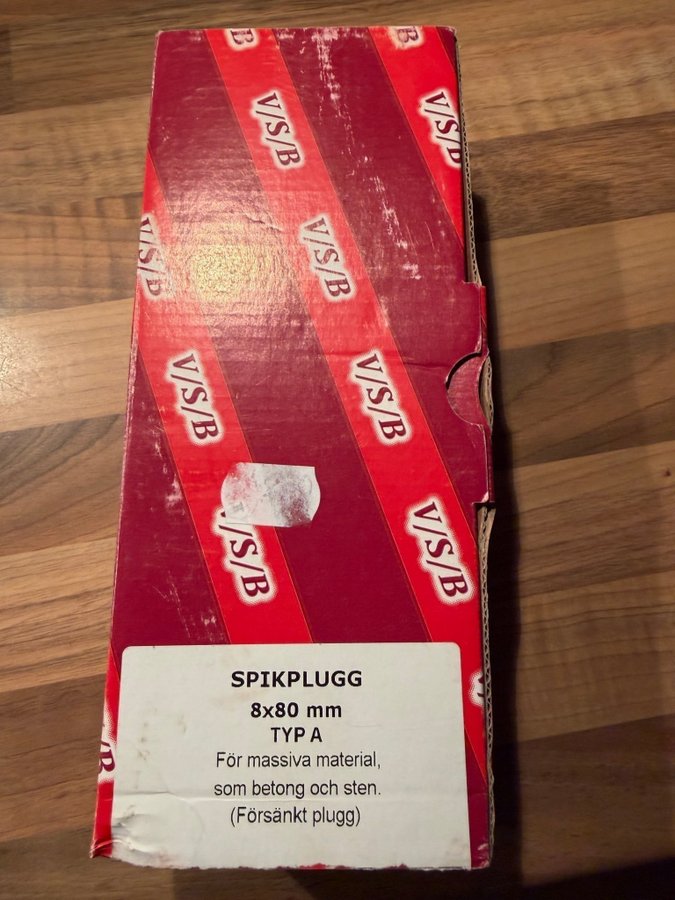 B
B
V/S/B
V/S/B
V/S/B
V/S/B
V/S/B
V/S/B
V/S/B
V/S/B
SPIKPLUGG
8x80 mm
TYP A
För massiva material,
som betong och sten.
(Försänkt plugg)